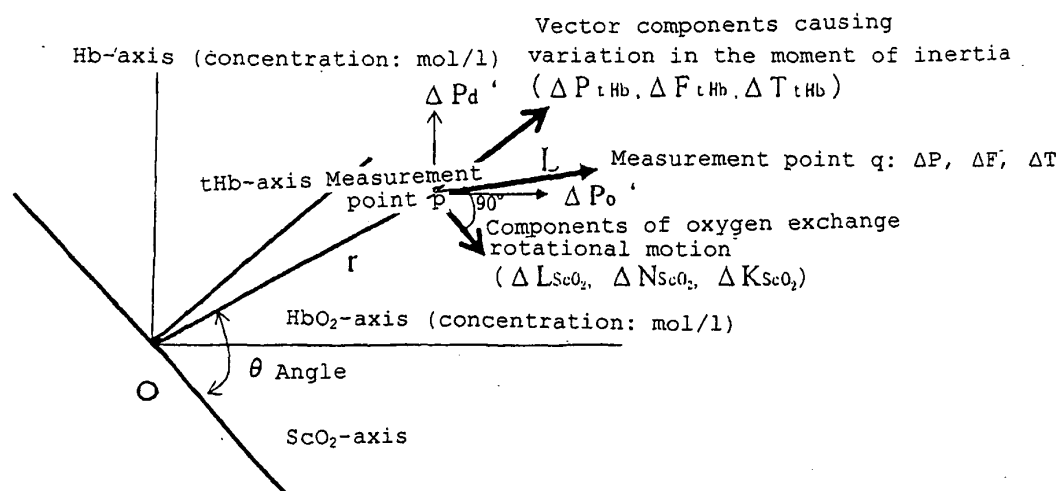 Vector components causing
Hb-axis (concentration: mol/l) variation in the moment of inertia
(ΔPtHb, ΔFtHb, ΔTtHb)
ΔPd'
L
Measurement point q: ΔP, ΔF, ΔT
tHb-axis Measurement
point p
90°
ΔPo'
Components of oxygen exchange
rotational motion
(ΔLScO₂, ΔNScO₂, ΔKScO₂)
r
HbO₂-axis (concentration: mol/l)
θ Angle
O
ScO₂-axis